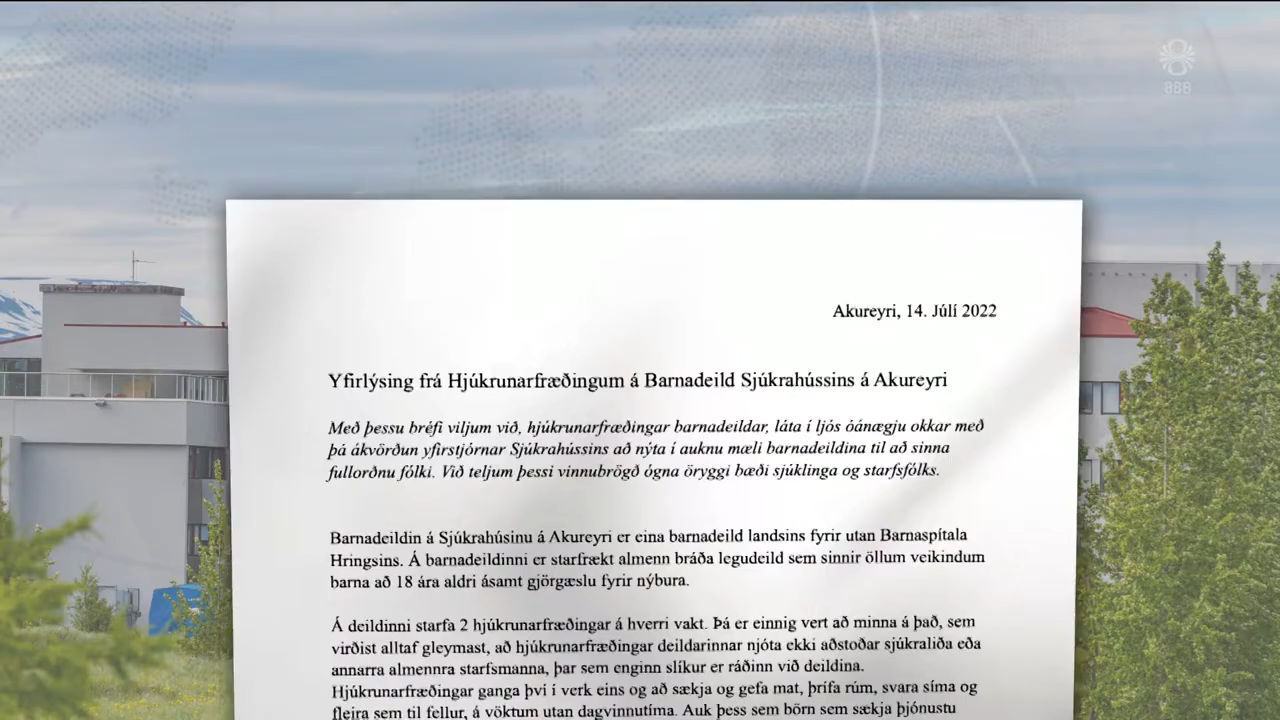 888
Akureyri, 14. Júlí 2022
Yfirlýsing frá Hjúkrunarfræðingum á Barnadeild Sjúkrahússins á Akureyri
Með þessu bréfi viljum við, hjúkrunarfræðingar barnadeildar, láta í ljós óánægju okkar með
þá ákvörðun yfirstjórnar Sjúkrahússins að nýta í auknu mæli barnadeildina til að sinna
fullorðnu fólki. Við teljum þessi vinnubrögð ógna öryggi bæði sjúklinga og starfsfólks.
Barnadeildin á Sjúkrahúsinu á Akureyri er eina barnadeild landsins fyrir utan Barnaspítala
Hringsins. Á barnadeildinni er starfrækt almenn bráða legudeild sem sinnir öllum veikindum
barna að 18 ára aldri ásamt gjörgæslu fyrir nýbura.
Á deildinni starfa 2 hjúkrunarfræðingar á hverri vakt. Þá er einnig vert að minna á það, sem
virðist alltaf gleymast, að hjúkrunarfræðingar deildarinnar njóta ekki aðstoðar sjúkraliða eða
annarra almennra starfsmanna, þar sem enginn slíkur er ráðinn við deildina.
Hjúkrunarfræðingar ganga því í verk eins og að sækja og gefa mat, þrífa rúm, svara síma og
fleira sem til fellur, á vöktum utan dagvinnutíma. Auk þess sem börn sem sækja þjónustu